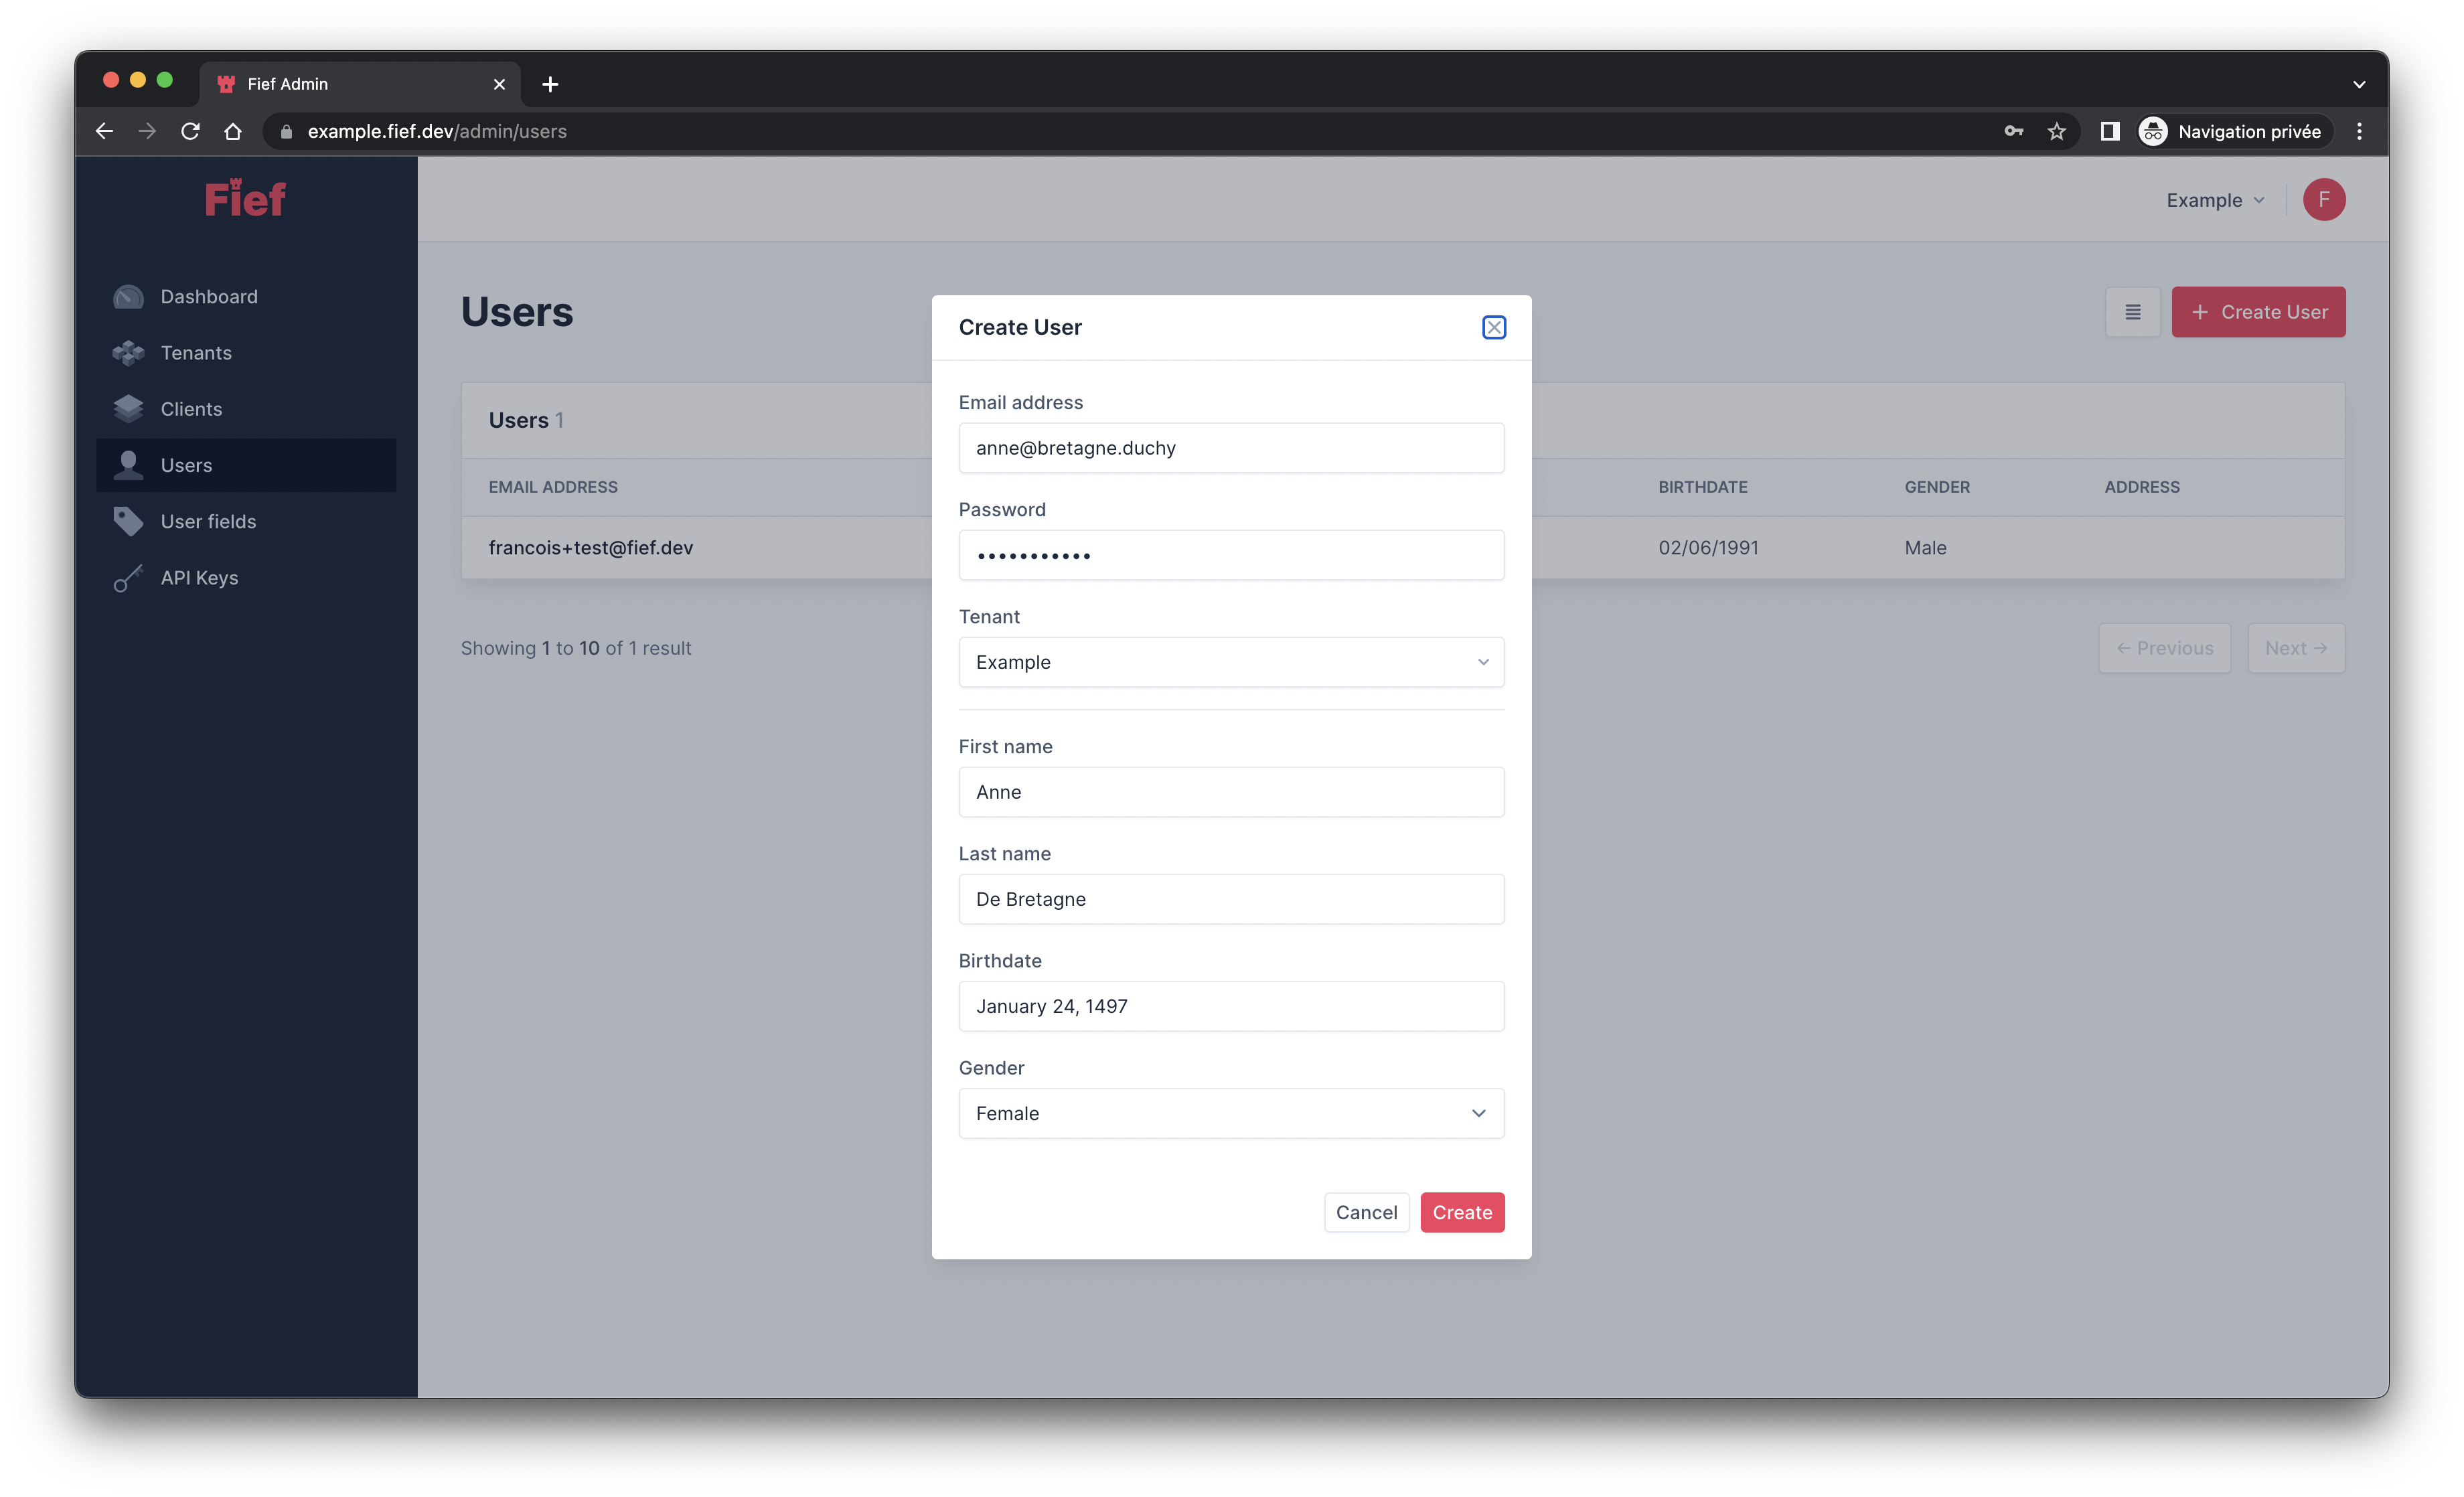 Fief Admin
example.fief.dev/admin/users
Navigation privée
Fief
Example
F
Dashboard
Tenants
Clients
Users
User fields
API Keys
Users
Create User
Users 1
EMAIL ADDRESS
BIRTHDATE
GENDER
ADDRESS
francois+test@fief.dev
02/06/1991
Male
Showing 1 to 10 of 1 result
← Previous
Next →
Create User
Email address
anne@bretagne.duchy
Password
•••••••••••
Tenant
Example
First name
Anne
Last name
De Bretagne
Birthdate
January 24, 1497
Gender
Female
Cancel
Create